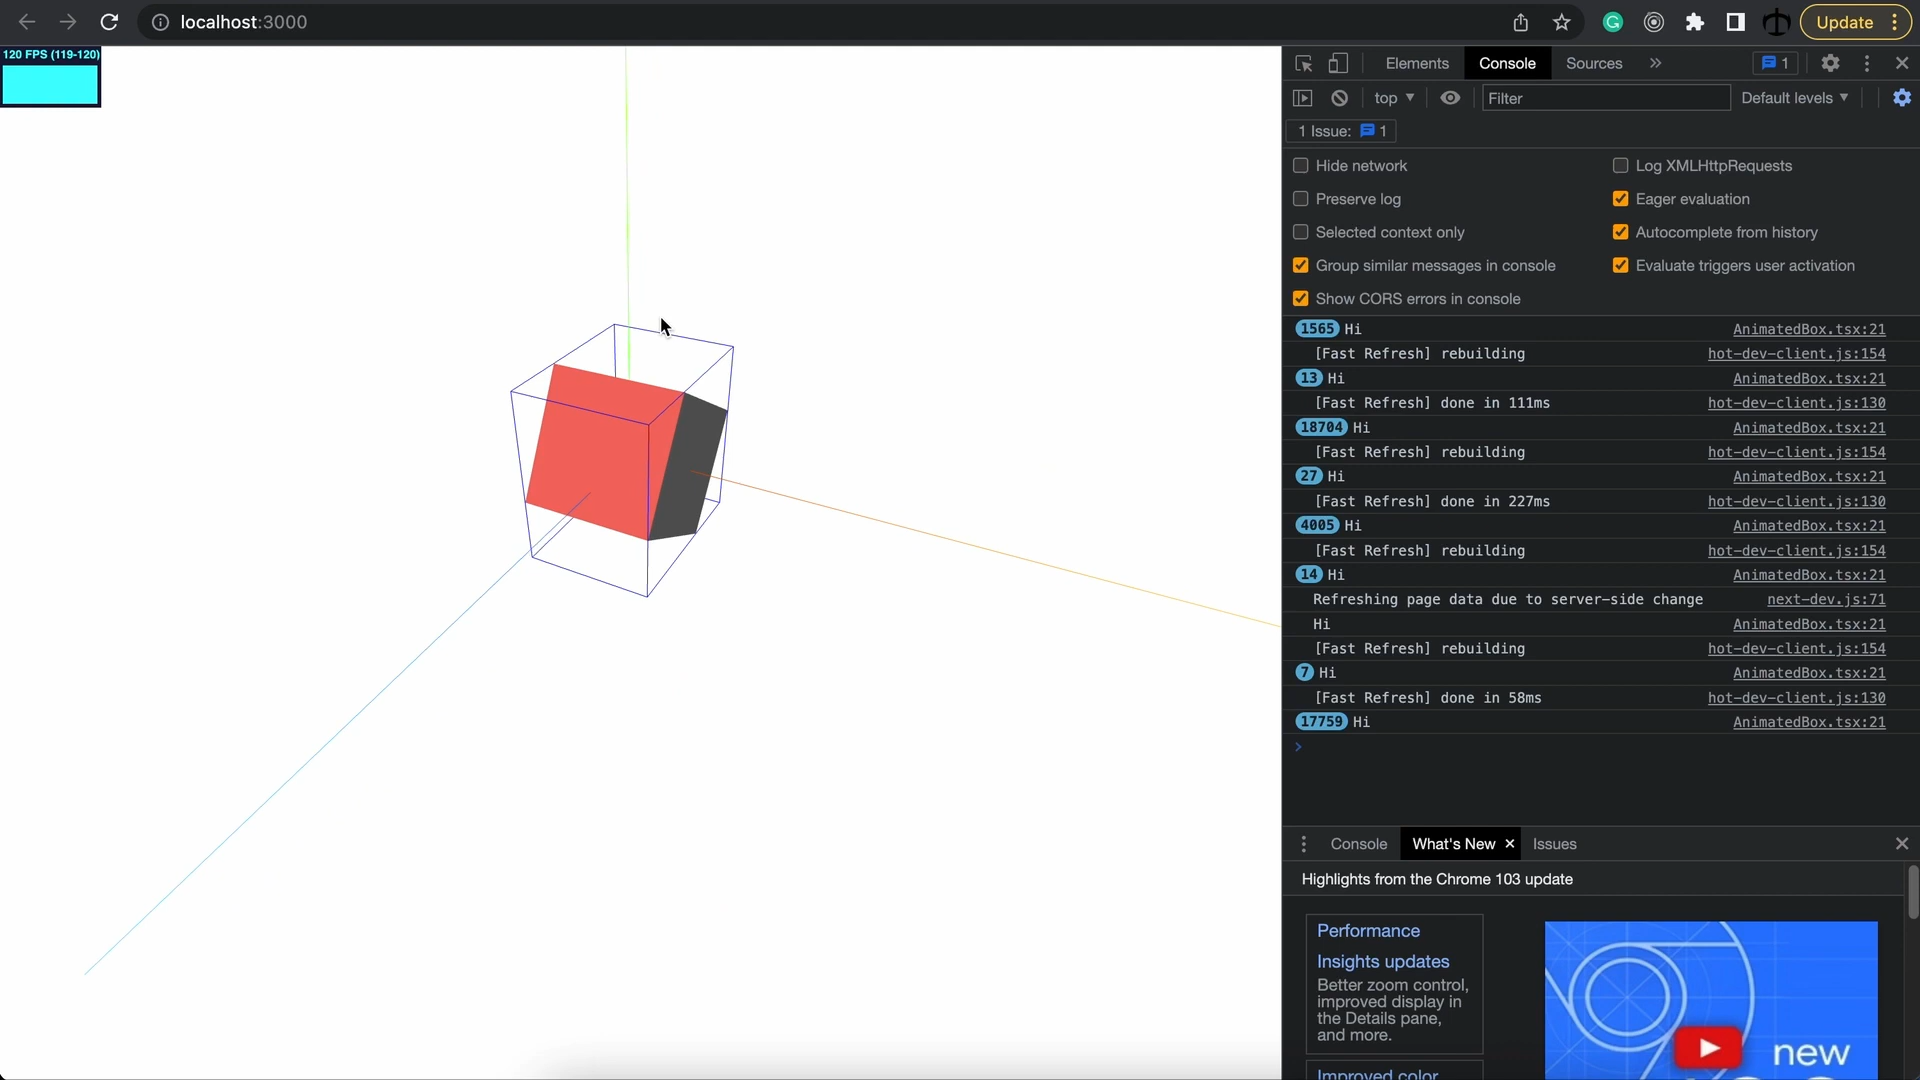 localhost:3000
Update
120 FPS (119-120)
Elements
Console
Sources
1
top
Filter
Default levels
1 Issue: 1
Hide network
Log XMLHttpRequests
Preserve log
Eager evaluation
Selected context only
Autocomplete from history
Group similar messages in console
Evaluate triggers user activation
Show CORS errors in console
1565 Hi AnimatedBox.tsx:21
[Fast Refresh] rebuilding hot-dev-client.js:154
13 Hi AnimatedBox.tsx:21
[Fast Refresh] done in 111ms hot-dev-client.js:130
18704 Hi AnimatedBox.tsx:21
[Fast Refresh] rebuilding hot-dev-client.js:154
27 Hi AnimatedBox.tsx:21
[Fast Refresh] done in 227ms hot-dev-client.js:130
4005 Hi AnimatedBox.tsx:21
[Fast Refresh] rebuilding hot-dev-client.js:154
14 Hi AnimatedBox.tsx:21
Refreshing page data due to server-side change next-dev.js:71
Hi AnimatedBox.tsx:21
[Fast Refresh] rebuilding hot-dev-client.js:154
7 Hi AnimatedBox.tsx:21
[Fast Refresh] done in 58ms hot-dev-client.js:130
17759 Hi AnimatedBox.tsx:21
Console
What's New
Issues
Highlights from the Chrome 103 update
Performance
Insights updates
Better zoom control,
improved display in
the Details pane,
and more.
Improved color
new